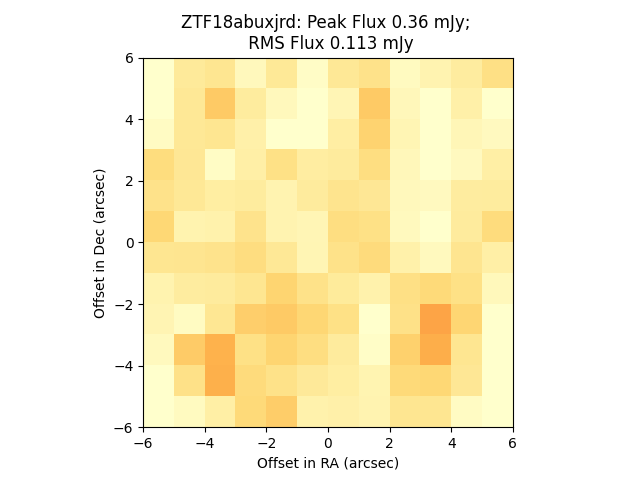 ZTF18abuxjrd: Peak Flux 0.36 mJy;
RMS Flux 0.113 mJy
6
4
2
0
−2
−4
−6
Offset in Dec (arcsec)
−6 −4 −2 0 2 4 6
Offset in RA (arcsec)